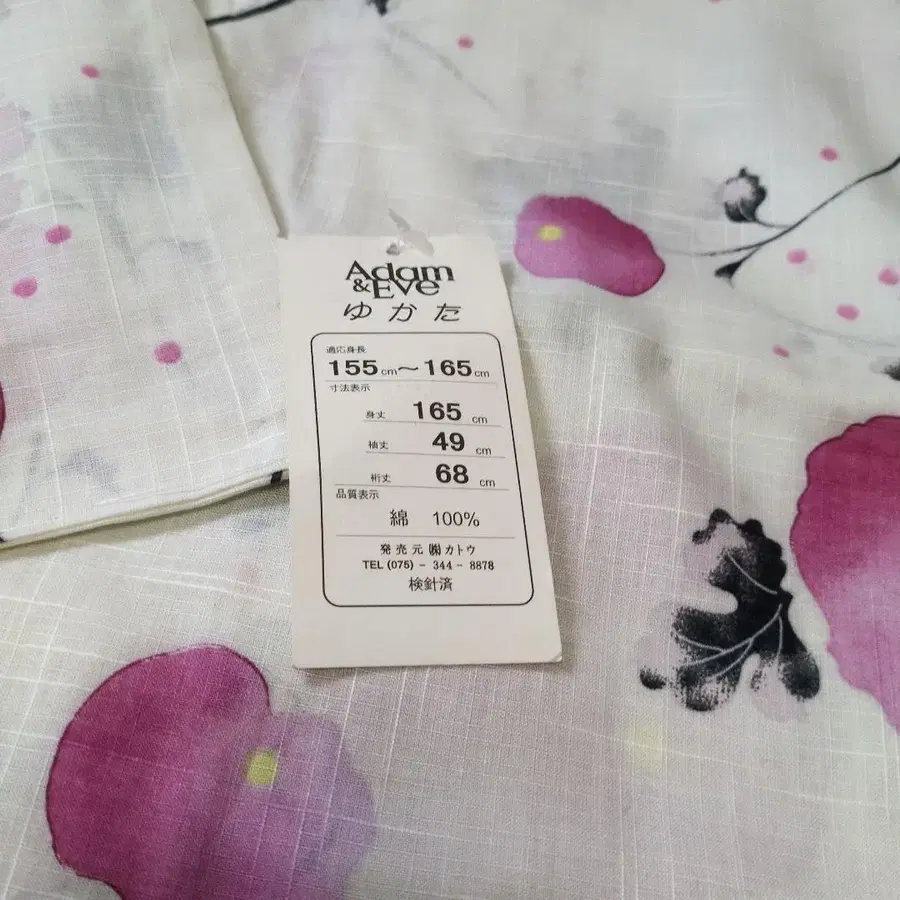 Adam
& Eve
ゆかた
適応身長
155cm〜165cm
寸法表示
身丈 165 cm
袖丈 49 cm
裄丈 68 cm
品質表示
綿 100%
発売元 ㈱カトウ
TEL (075) - 344 - 8878
検針済